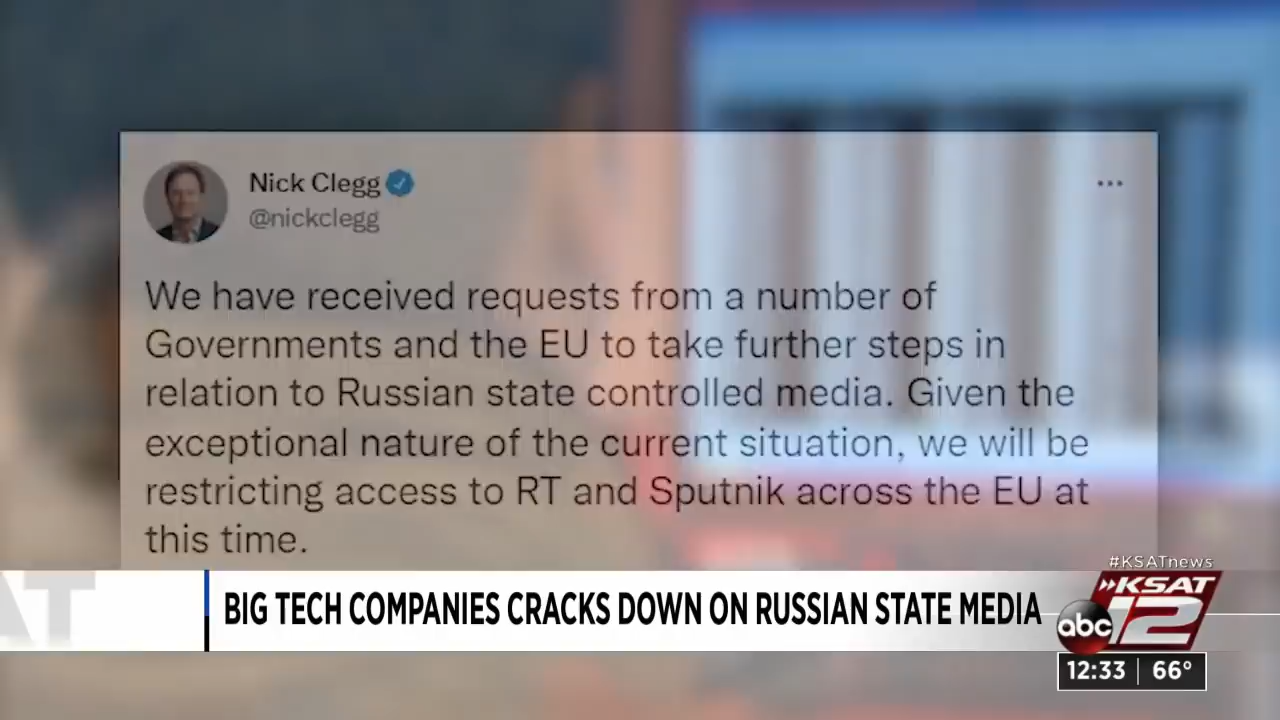 Nick Clegg
@nickclegg
We have received requests from a number of
Governments and the EU to take further steps in
relation to Russian state controlled media. Given the
exceptional nature of the current situation, we will be
restricting access to RT and Sputnik across the EU at
this time.
#KSATnews
AT
BIG TECH COMPANIES CRACKS DOWN ON RUSSIAN STATE MEDIA
KSAT
abc 12
12:33 66°